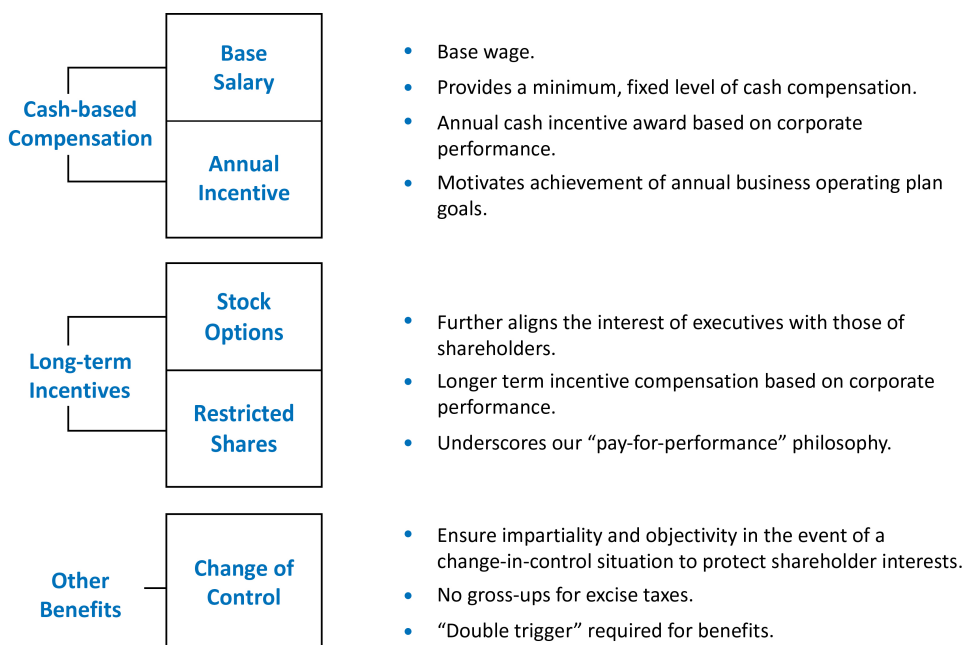 Cash-based
Compensation
Base
Salary
Annual
Incentive
• Base wage.
• Provides a minimum, fixed level of cash compensation.
• Annual cash incentive award based on corporate
performance.
• Motivates achievement of annual business operating plan
goals.
Long-term
Incentives
Stock
Options
Restricted
Shares
• Further aligns the interest of executives with those of
shareholders.
• Longer term incentive compensation based on corporate
performance.
• Underscores our “pay-for-performance” philosophy.
Other
Benefits
Change of
Control
• Ensure impartiality and objectivity in the event of a
change-in-control situation to protect shareholder interests.
• No gross-ups for excise taxes.
• “Double trigger” required for benefits.